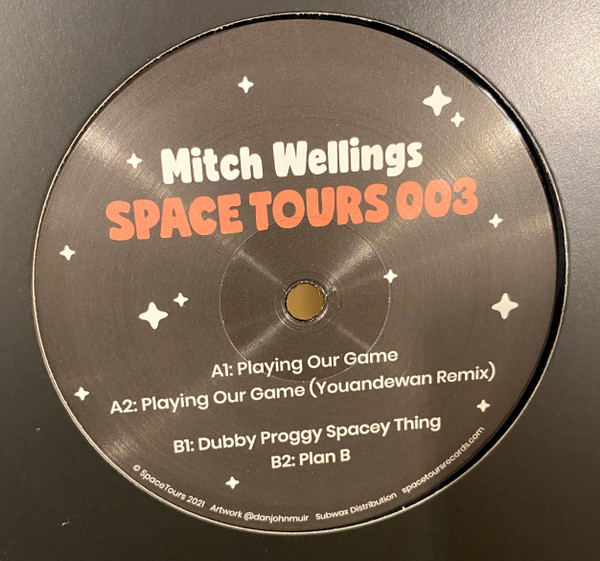 Mitch Wellings
SPACE TOURS 003
A1: Playing Our Game
A2: Playing Our Game (Youandewan Remix)
B1: Dubby Proggy Spacey Thing
B2: Plan B
© SpaceTours 2021 Artwork @danjohnmuir Subwax Distribution spacetoursrecords.com